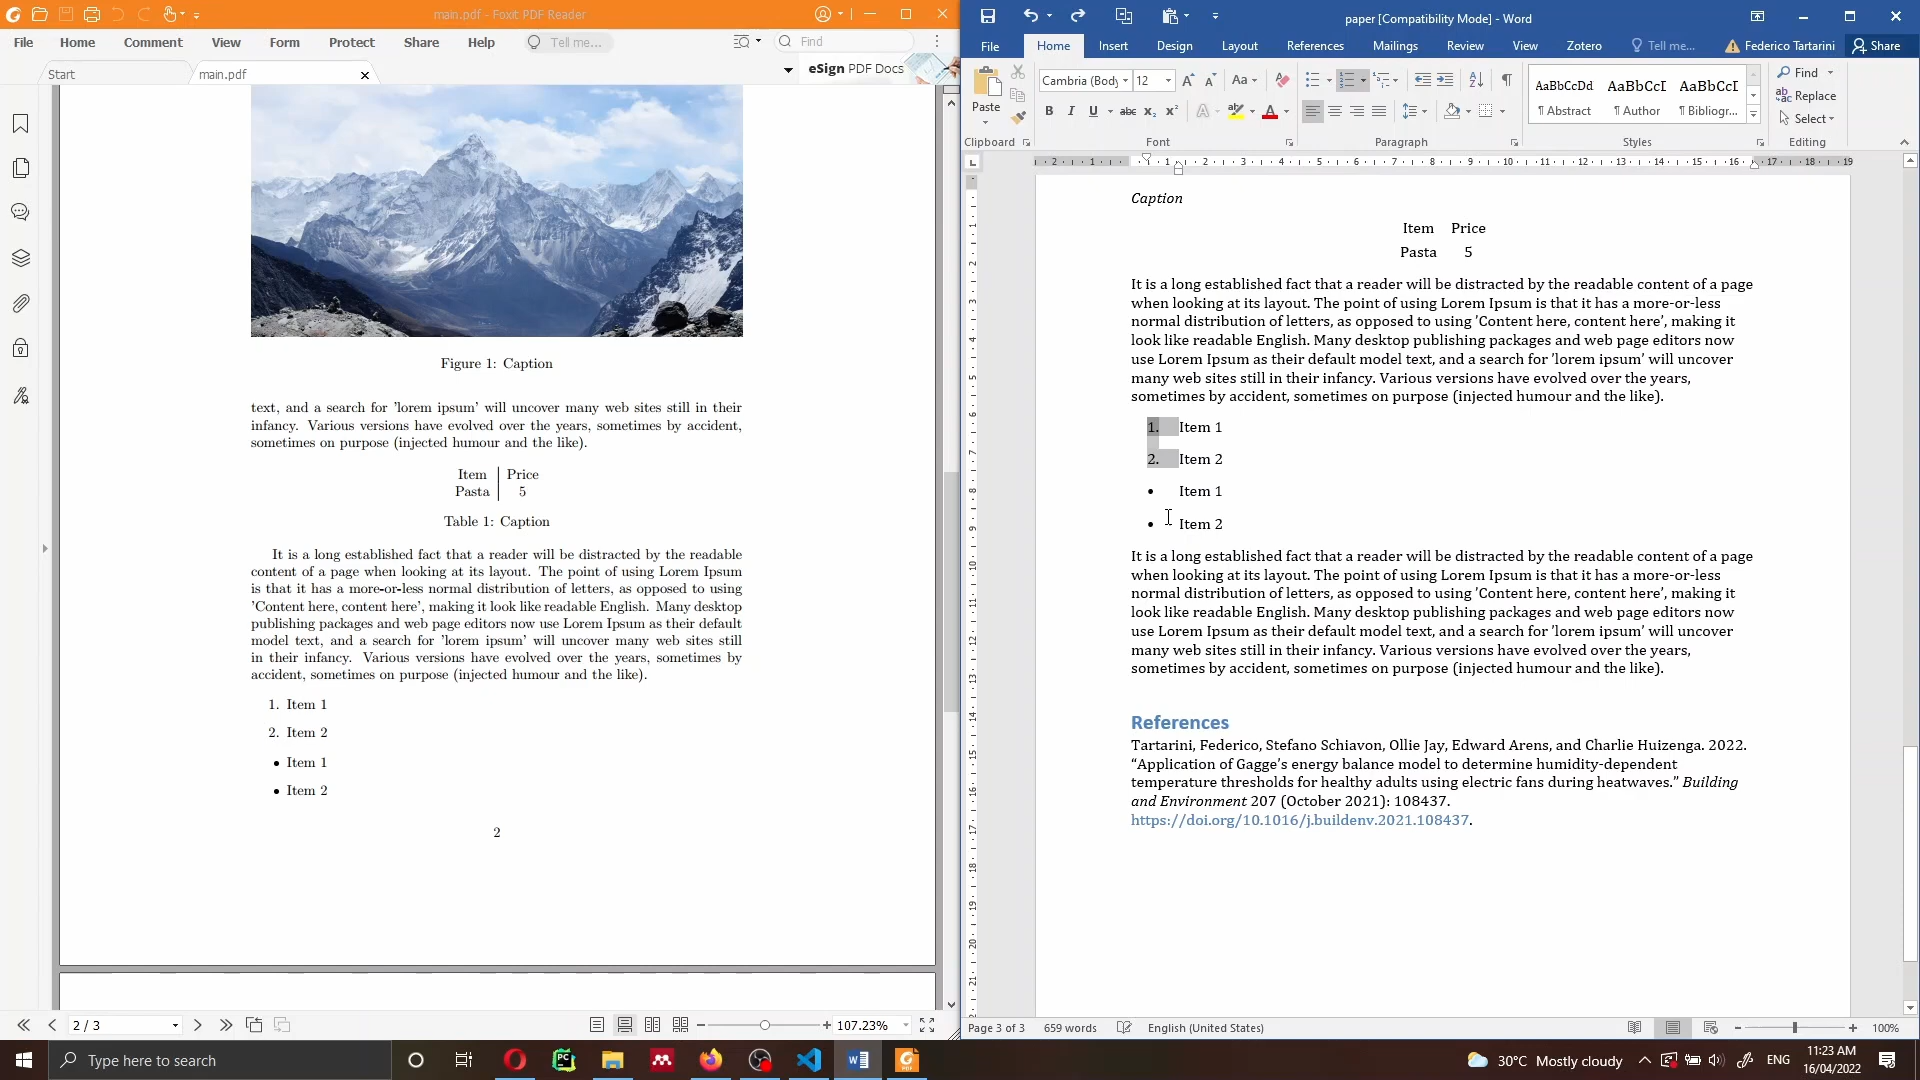 main.pdf - Foxit PDF Reader
File Home Comment View Form Protect Share Help Tell me... Find
Start main.pdf eSign PDF Docs
Figure 1: Caption
text, and a search for 'lorem ipsum' will uncover many web sites still in their
infancy. Various versions have evolved over the years, sometimes by accident,
sometimes on purpose (injected humour and the like).
Item Price
Pasta 5
Table 1: Caption
It is a long established fact that a reader will be distracted by the readable
content of a page when looking at its layout. The point of using Lorem Ipsum
is that it has a more-or-less normal distribution of letters, as opposed to using
'Content here, content here', making it look like readable English. Many desktop
publishing packages and web page editors now use Lorem Ipsum as their default
model text, and a search for 'lorem ipsum' will uncover many web sites still
in their infancy. Various versions have evolved over the years, sometimes by
accident, sometimes on purpose (injected humour and the like).
1. Item 1
2. Item 2
• Item 1
• Item 2
2
2 / 3 107.23%
paper [Compatibility Mode] - Word
File Home Insert Design Layout References Mailings Review View Zotero Tell me... Federico Tartarini Share
Paste
Cambria (Body 12
AaBbCcDd AaBbCcI AaBbCcI
¶ Abstract ¶ Author ¶ Bibliogr...
Find
Replace
Select
Clipboard Font Paragraph Styles Editing
2 1 1 2 3 4 5 6 7 8 9 10 11 12 13 14 15 16 17 18 19
Caption
Item Price
Pasta 5
It is a long established fact that a reader will be distracted by the readable content of a page
when looking at its layout. The point of using Lorem Ipsum is that it has a more-or-less
normal distribution of letters, as opposed to using 'Content here, content here', making it
look like readable English. Many desktop publishing packages and web page editors now
use Lorem Ipsum as their default model text, and a search for 'lorem ipsum' will uncover
many web sites still in their infancy. Various versions have evolved over the years,
sometimes by accident, sometimes on purpose (injected humour and the like).
1. Item 1
2. Item 2
• Item 1
• Item 2
It is a long established fact that a reader will be distracted by the readable content of a page
when looking at its layout. The point of using Lorem Ipsum is that it has a more-or-less
normal distribution of letters, as opposed to using 'Content here, content here', making it
look like readable English. Many desktop publishing packages and web page editors now
use Lorem Ipsum as their default model text, and a search for 'lorem ipsum' will uncover
many web sites still in their infancy. Various versions have evolved over the years,
sometimes by accident, sometimes on purpose (injected humour and the like).
References
Tartarini, Federico, Stefano Schiavon, Ollie Jay, Edward Arens, and Charlie Huizenga. 2022.
“Application of Gagge’s energy balance model to determine humidity-dependent
temperature thresholds for healthy adults using electric fans during heatwaves.” Building
and Environment 207 (October 2021): 108437.
https://doi.org/10.1016/j.buildenv.2021.108437.
Page 3 of 3 659 words English (United States) 100%
Type here to search
30°C Mostly cloudy ENG
11:23 AM
16/04/2022